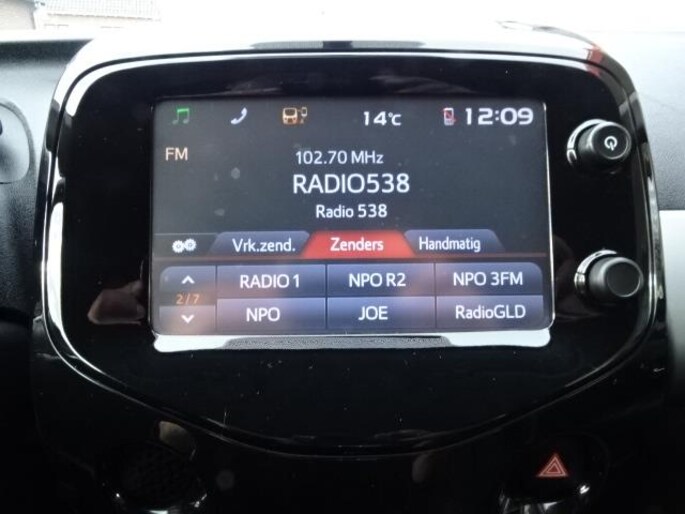 14°C 12:09
FM
102.70 MHz
RADIO538
Radio 538
Vrk.zend. Zenders Handmatig
RADIO 1 NPO R2 NPO 3FM
2/7
NPO JOE RadioGLD